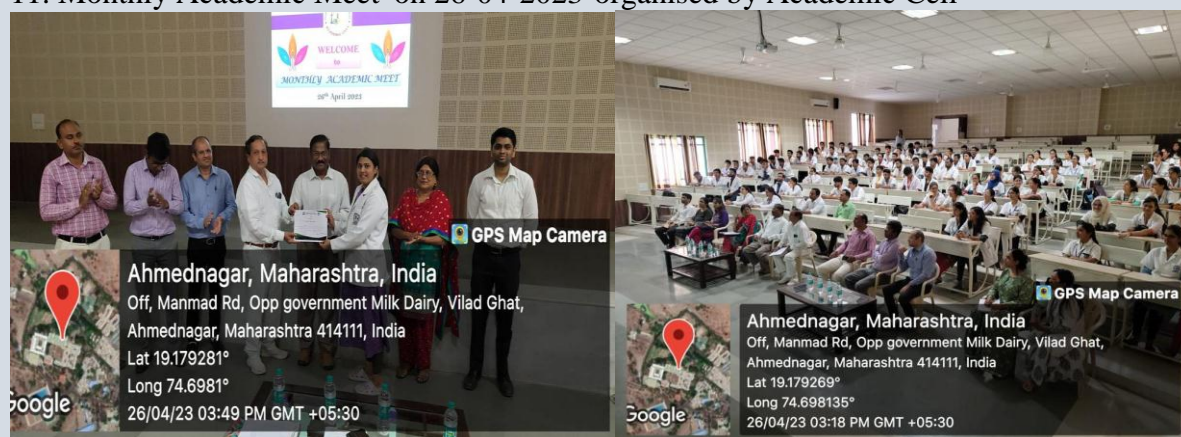 11. Monthly Academic Meet on 26-04-2023 organised by Academic Cell
WELCOME
to
MONTHLY ACADEMIC MEET
26th April 2023
GPS Map Camera
Ahmednagar, Maharashtra, India
Off, Manmad Rd, Opp government Milk Dairy, Vilad Ghat,
Ahmednagar, Maharashtra 414111, India
Lat 19.179281°
Long 74.6981°
26/04/23 03:49 PM GMT +05:30
Google
GPS Map Camera
Ahmednagar, Maharashtra, India
Off, Manmad Rd, Opp government Milk Dairy, Vilad Ghat,
Ahmednagar, Maharashtra 414111, India
Lat 19.179269°
Long 74.698135°
26/04/23 03:18 PM GMT +05:30
Google